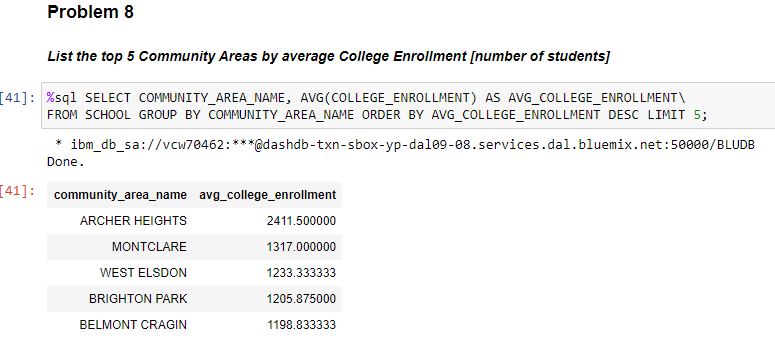 Problem 8
List the top 5 Community Areas by average College Enrollment [number of students]
[41]: %sql SELECT COMMUNITY_AREA_NAME, AVG(COLLEGE_ENROLLMENT) AS AVG_COLLEGE_ENROLLMENT\
FROM SCHOOL GROUP BY COMMUNITY_AREA_NAME ORDER BY AVG_COLLEGE_ENROLLMENT DESC LIMIT 5;
* ibm_db_sa://vcw70462:***@dashdb-txn-sbox-yp-dal09-08.services.dal.bluemix.net:50000/BLUDB
Done.
[41]: community_area_name avg_college_enrollment
ARCHER HEIGHTS 2411.500000
MONTCLARE 1317.000000
WEST ELSDON 1233.333333
BRIGHTON PARK 1205.875000
BELMONT CRAGIN 1198.833333